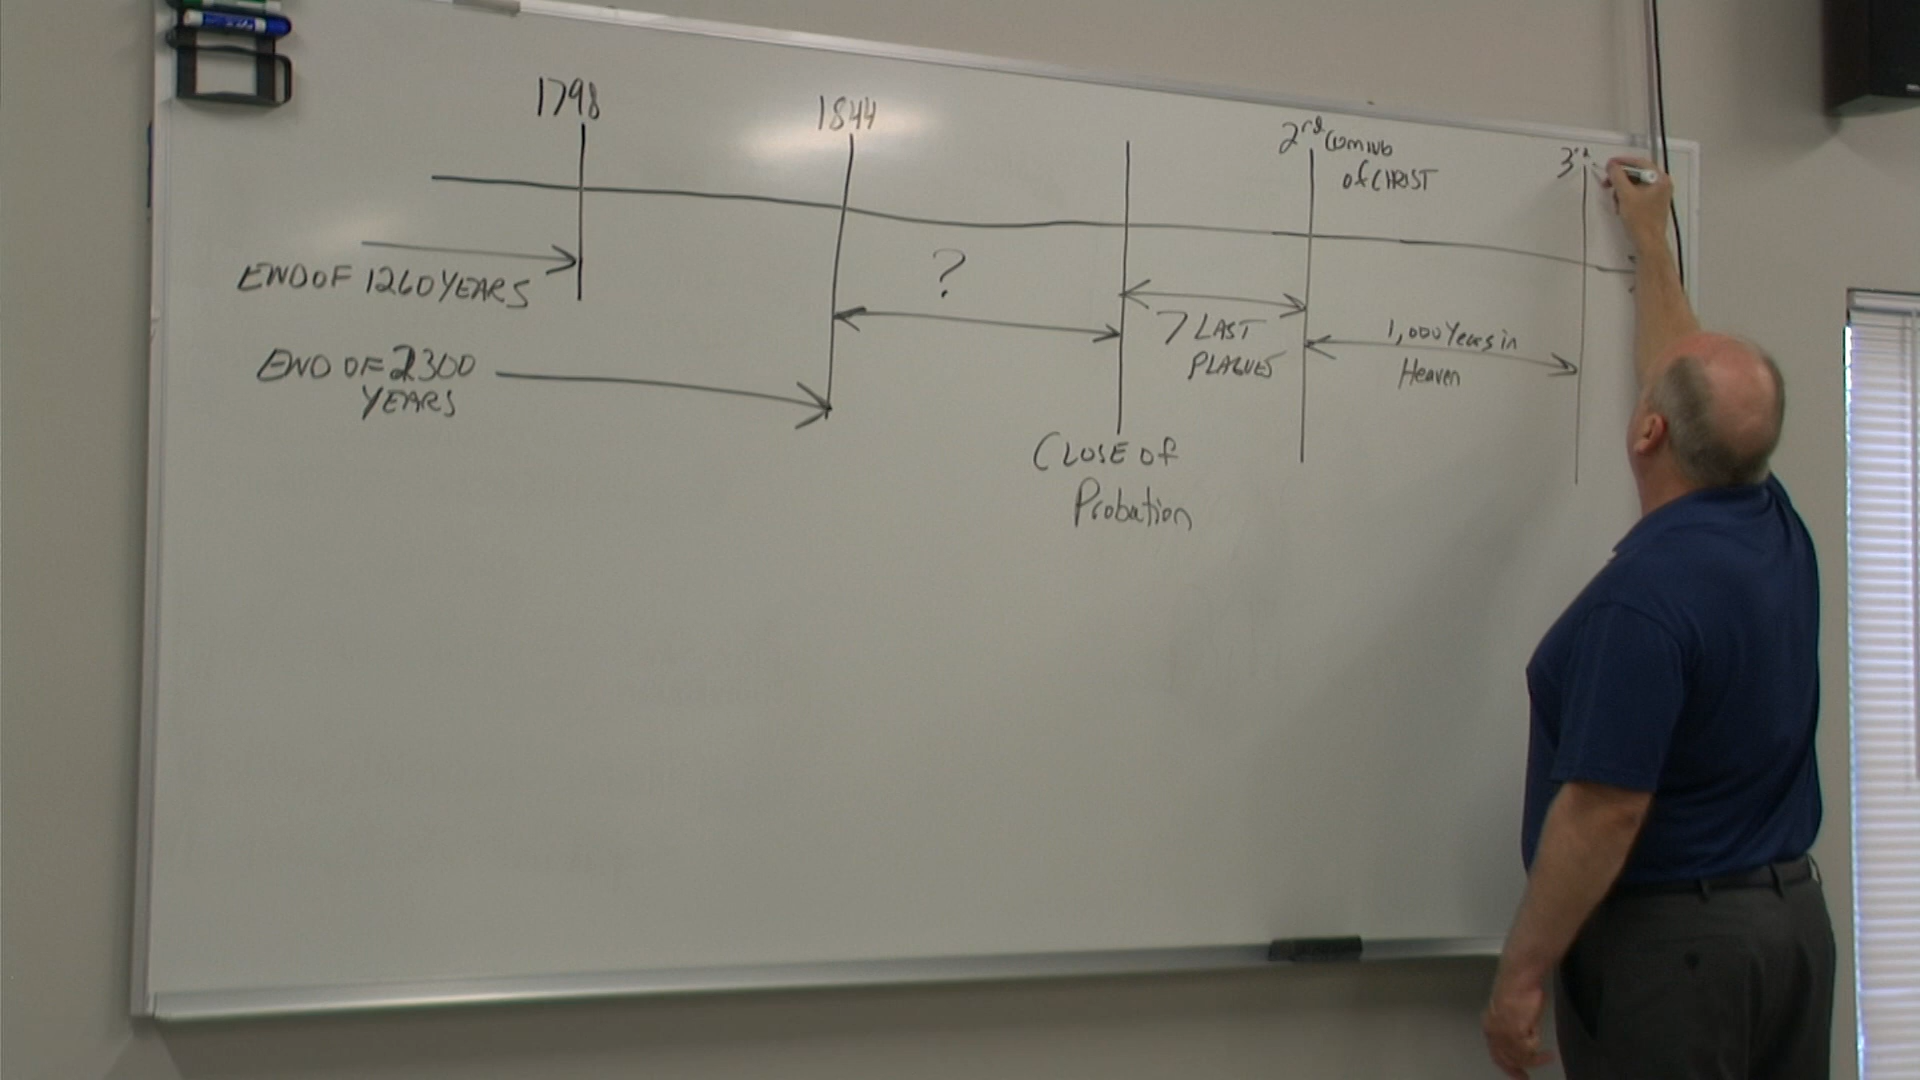 1798
1844
2rd Coming
of CHRIST
3rd
?
END OF 1260 YEARS
7 LAST
PLAGUES
1,000 Years in
Heaven
END OF 2300
YEARS
CLOSE of
Probation